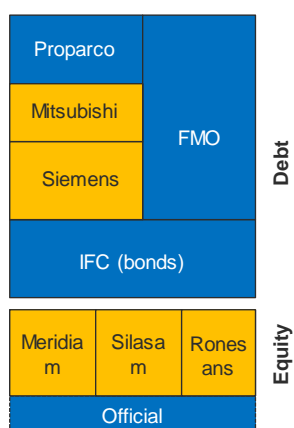 Proparco
Mitsubishi
Siemens
FMO
IFC (bonds)
Debt
Meridia
m
Silasa
m
Rones
ans
Equity
Official